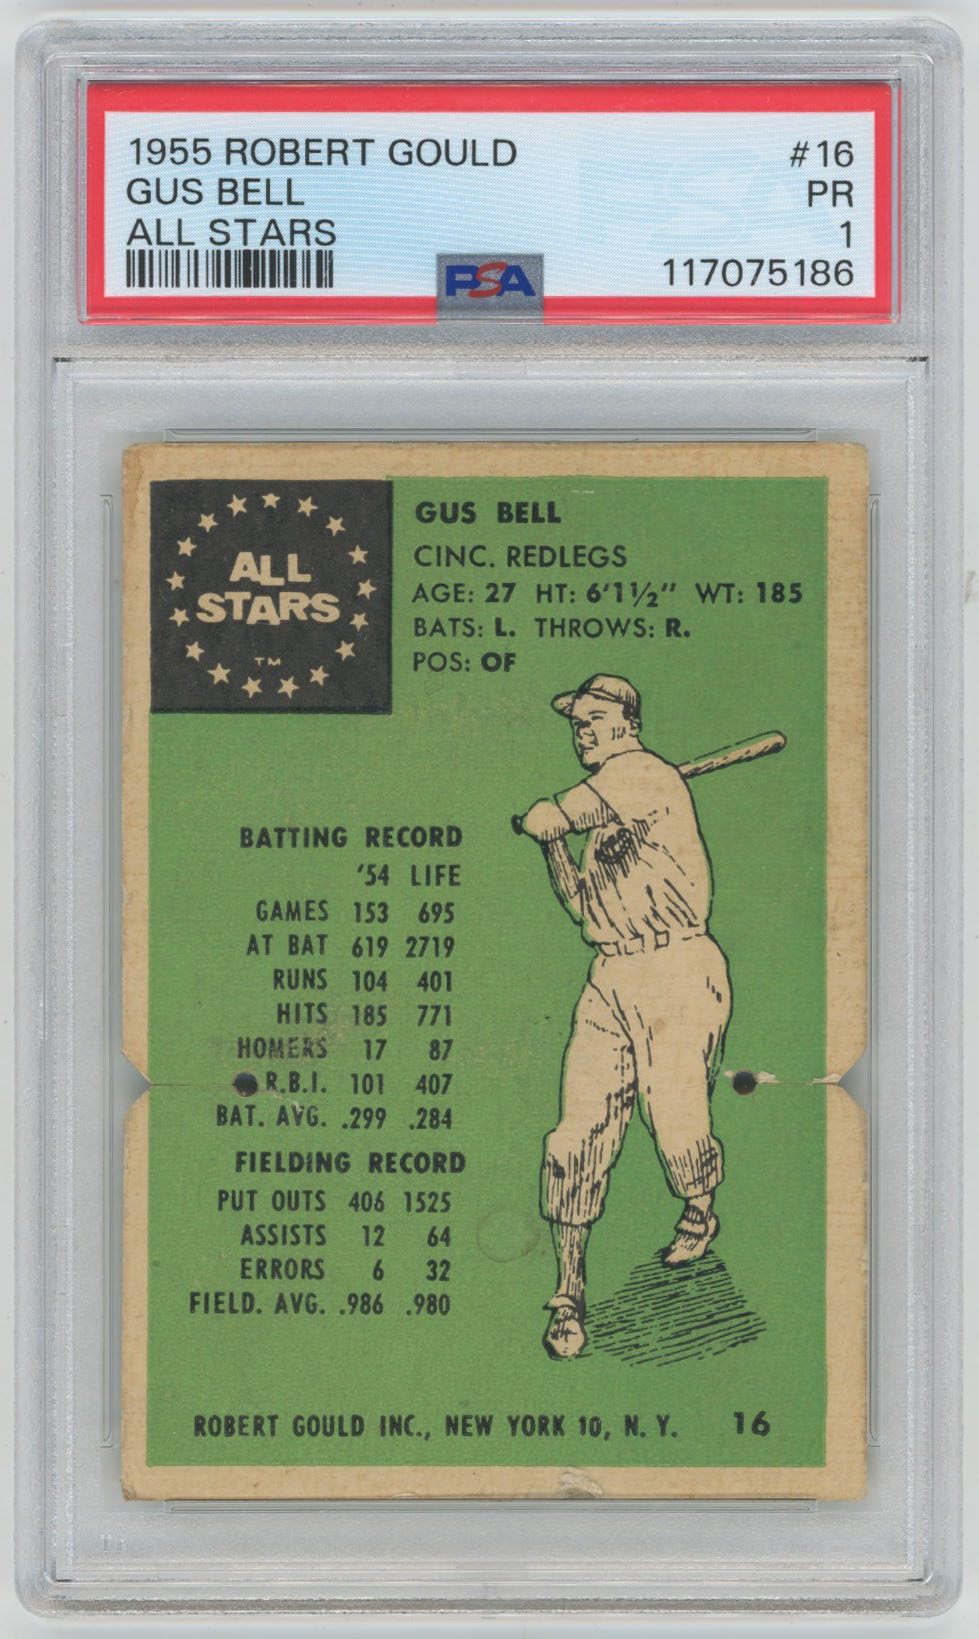 1955 ROBERT GOULD #16
GUS BELL PR
ALL STARS 1
PSA 117075186
ALL
STARS
TM
GUS BELL
CINC. REDLEGS
AGE: 27 HT: 6'1½" WT: 185
BATS: L. THROWS: R.
POS: OF
BATTING RECORD
'54 LIFE
GAMES 153 695
AT BAT 619 2719
RUNS 104 401
HITS 185 771
HOMERS 17 87
R.B.I. 101 407
BAT. AVG. .299 .284
FIELDING RECORD
PUT OUTS 406 1525
ASSISTS 12 64
ERRORS 6 32
FIELD. AVG. .986 .980
ROBERT GOULD INC., NEW YORK 10, N. Y. 16